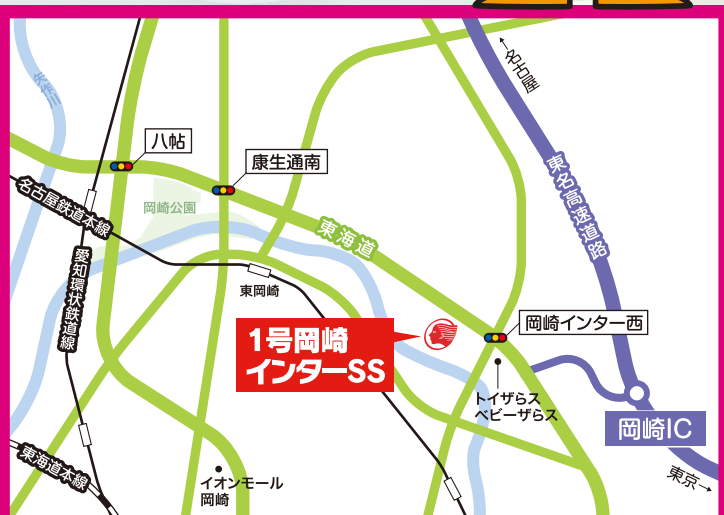 名古屋
矢作川
八帖
康生通南
東名高速道路
名古屋鉄道本線
岡崎公園
東海道
愛知環状鉄道線
東岡崎
岡崎インター西
1号岡崎
インターSS
トイザらス
ベビーザらス
岡崎IC
東海道本線
イオンモール
岡崎
東京→